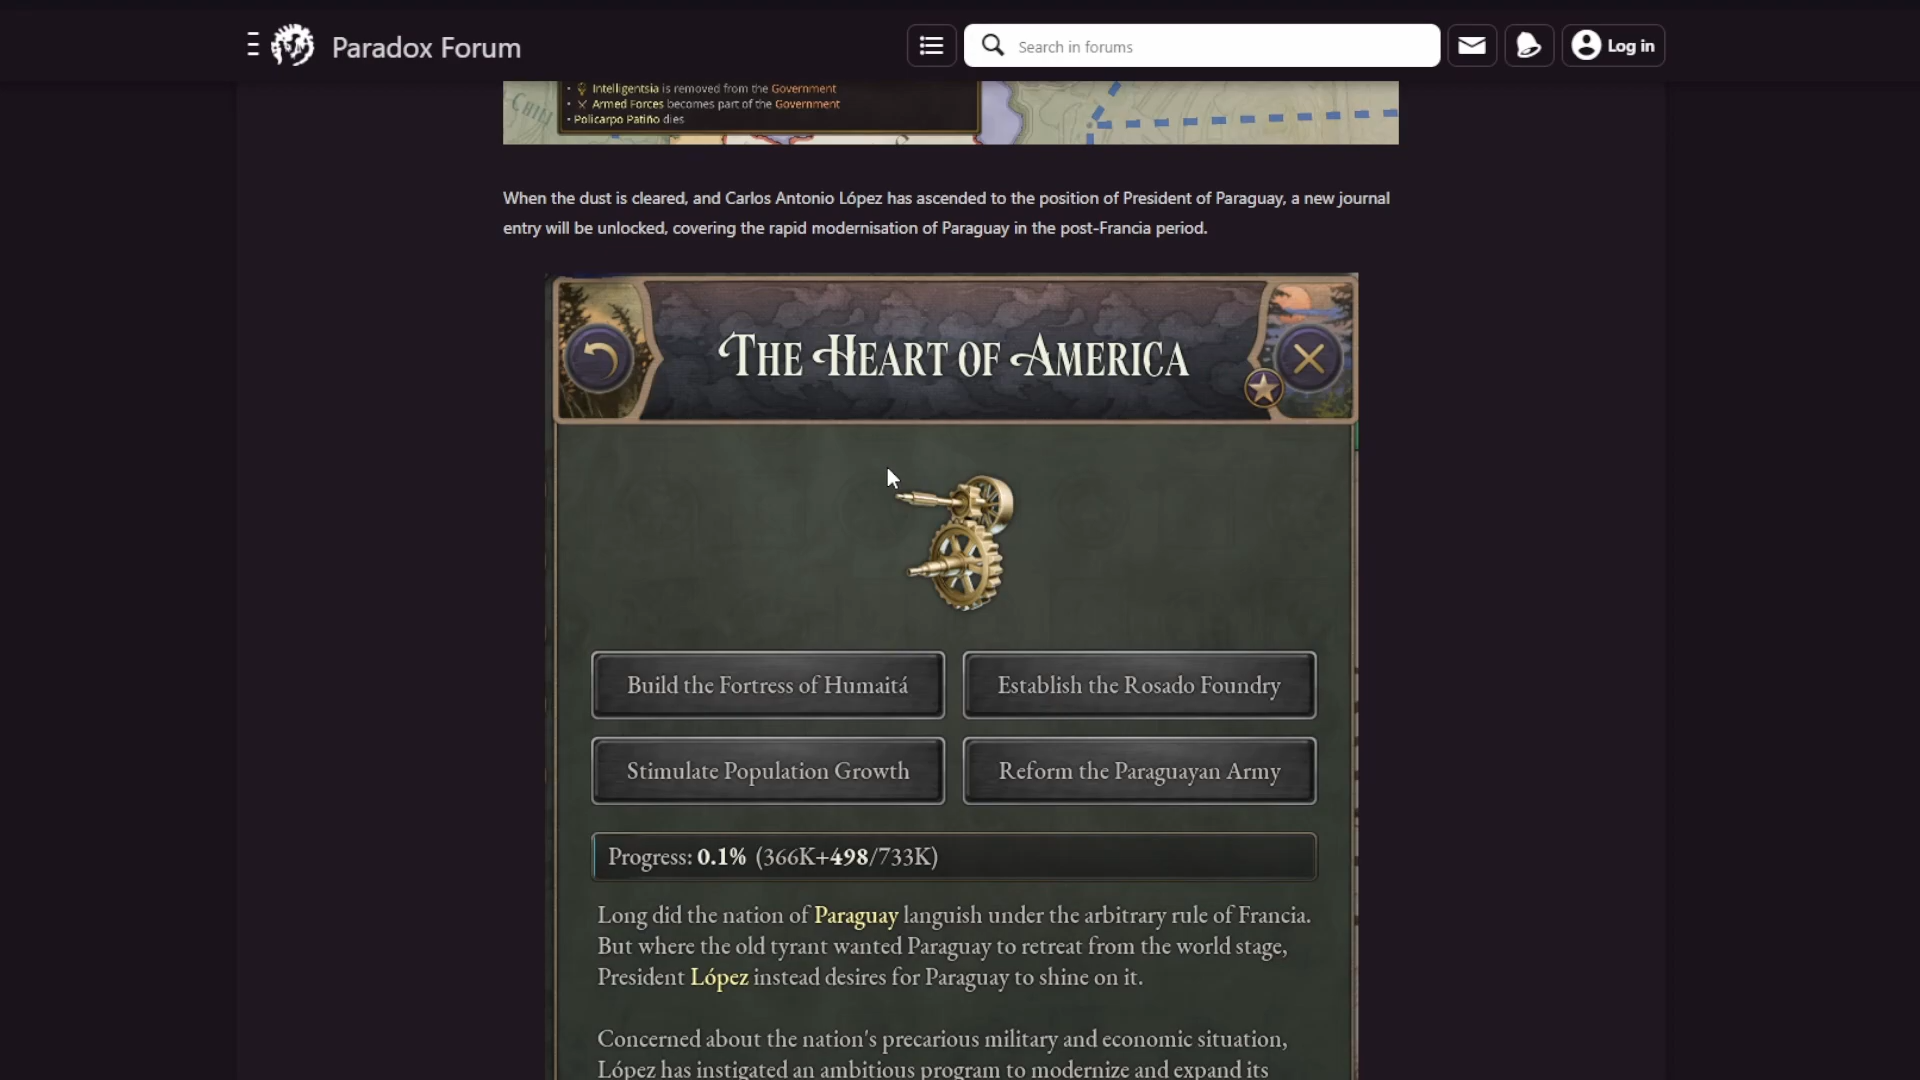 Paradox Forum
Search in forums
Log in
CHILI
• Intelligentsia is removed from the Government
• Armed Forces becomes part of the Government
• Policarpo Patiño dies
When the dust is cleared, and Carlos Antonio López has ascended to the position of President of Paraguay, a new journal
entry will be unlocked, covering the rapid modernisation of Paraguay in the post-Francia period.
THE HEART OF AMERICA
Build the Fortress of Humaitá
Establish the Rosado Foundry
Stimulate Population Growth
Reform the Paraguayan Army
Progress: 0.1% (366K+498/733K)
Long did the nation of Paraguay languish under the arbitrary rule of Francia.
But where the old tyrant wanted Paraguay to retreat from the world stage,
President López instead desires for Paraguay to shine on it.
Concerned about the nation's precarious military and economic situation,
López has instigated an ambitious program to modernize and expand its